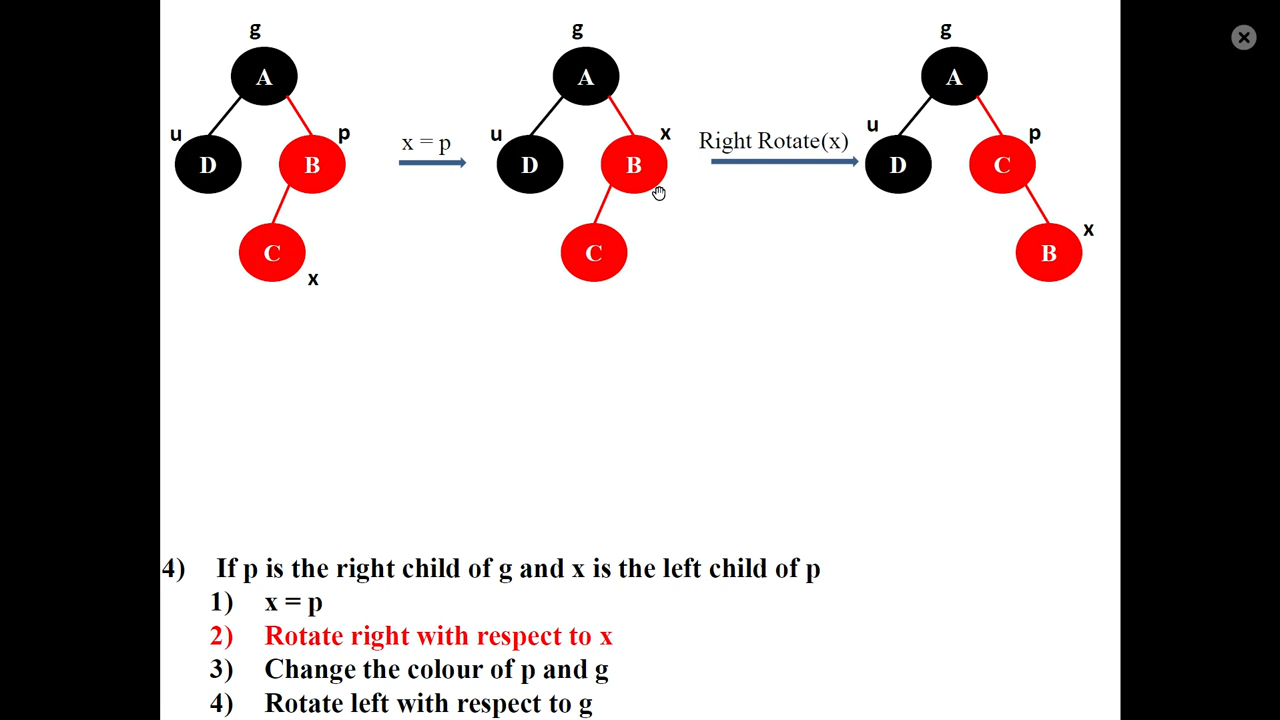 g g g
A A A
u D B p x = p u D B x Right Rotate(x) u D C p
C x C B x
4) If p is the right child of g and x is the left child of p
1) x = p
2) Rotate right with respect to x
3) Change the colour of p and g
4) Rotate left with respect to g